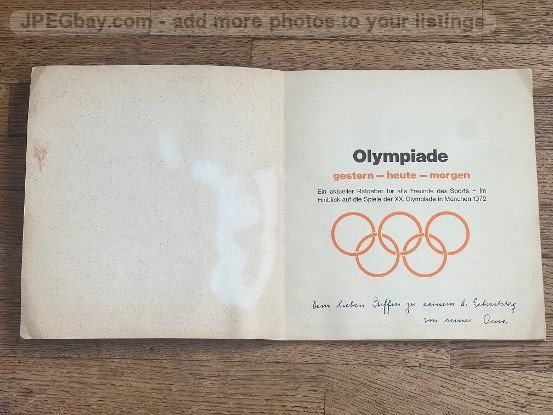 JPEGbay.com - add more photos to your listings
Olympiade
gestern – heute – morgen
Ein aktueller Ratgeber für alle Freunde des Sports – im
Hinblick auf die Spiele der XX. Olympiade in München 1972
Dem lieben Steffen zu seinem 8. Geburtstag
von seiner